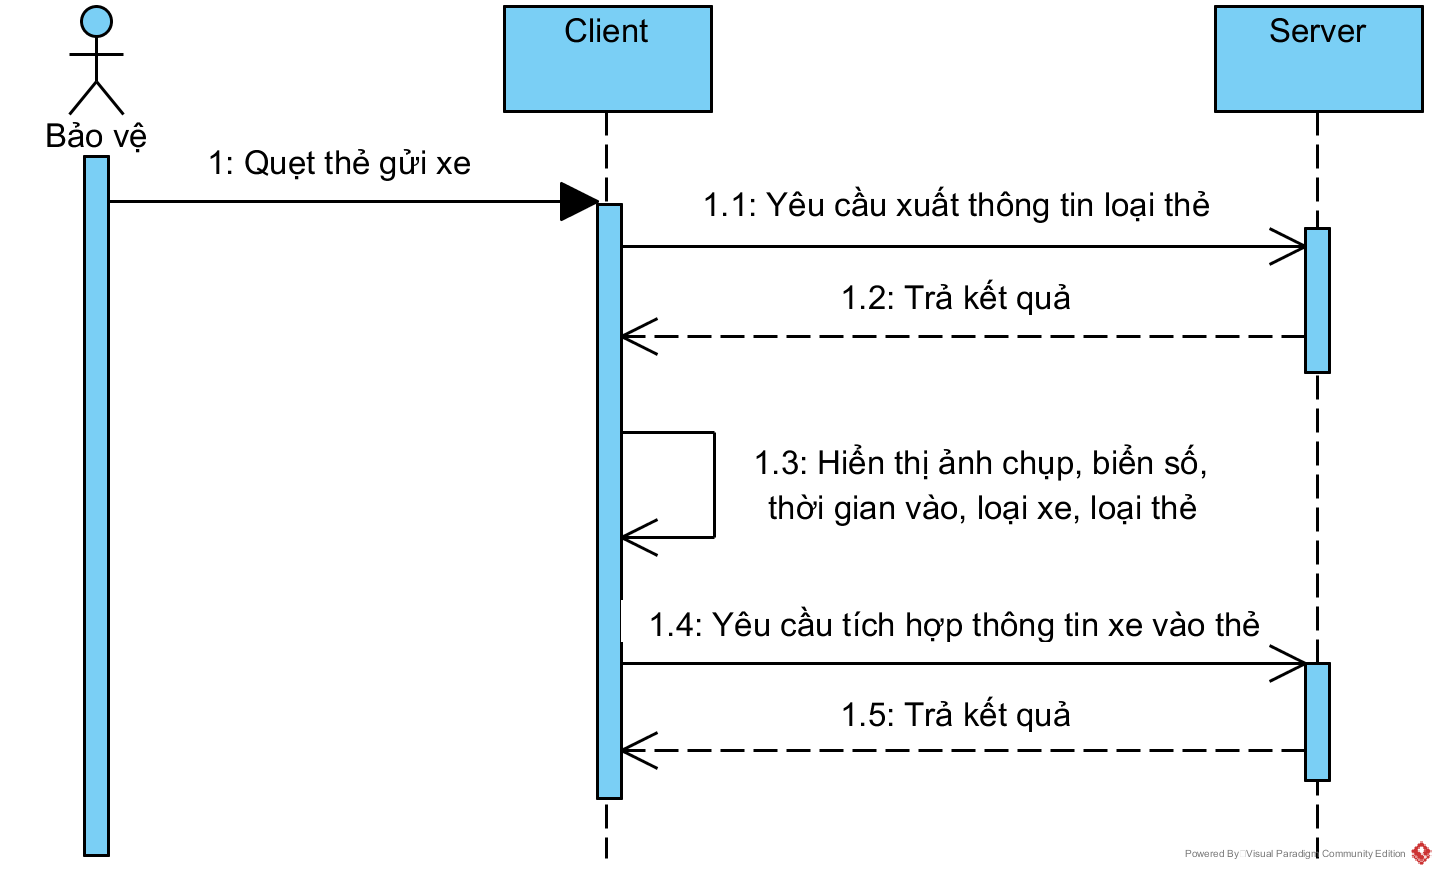 Client
Server
Bảo vệ
1: Quẹt thẻ gửi xe
1.1: Yêu cầu xuất thông tin loại thẻ
1.2: Trả kết quả
1.3: Hiển thị ảnh chụp, biển số,
thời gian vào, loại xe, loại thẻ
1.4: Yêu cầu tích hợp thông tin xe vào thẻ
1.5: Trả kết quả
Powered By Visual Paradigm Community Edition